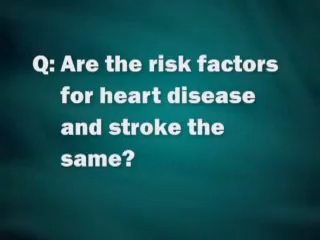 Q: Are the risk factors
for heart disease
and stroke the
same?